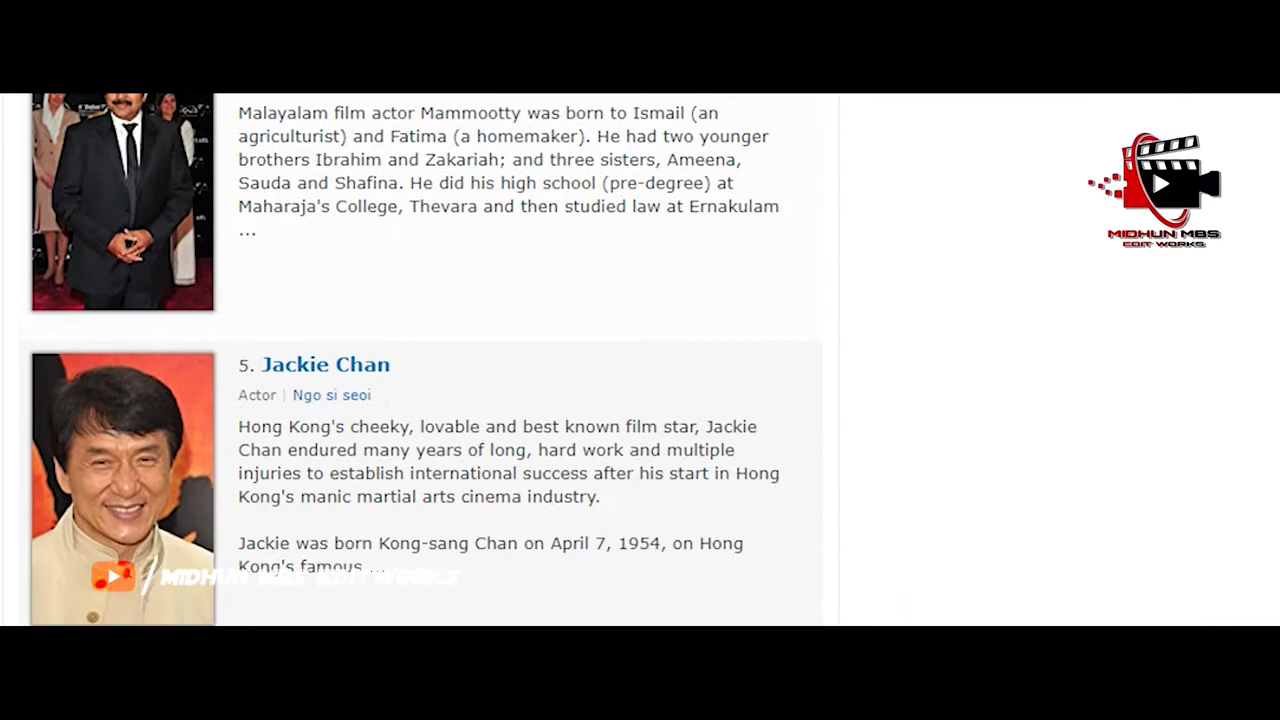 Malayalam film actor Mammootty was born to Ismail (an
agriculturist) and Fatima (a homemaker). He had two younger
brothers Ibrahim and Zakariah; and three sisters, Ameena,
Sauda and Shafina. He did his high school (pre-degree) at
Maharaja's College, Thevara and then studied law at Ernakulam
...
MIDHUN MBS
EDIT WORKS
5. Jackie Chan
Actor | Ngo si seoi
Hong Kong's cheeky, lovable and best known film star, Jackie
Chan endured many years of long, hard work and multiple
injuries to establish international success after his start in Hong
Kong's manic martial arts cinema industry.
Jackie was born Kong-sang Chan on April 7, 1954, on Hong
Kong's famous ...
MIDHUN MBS EDIT WORKS